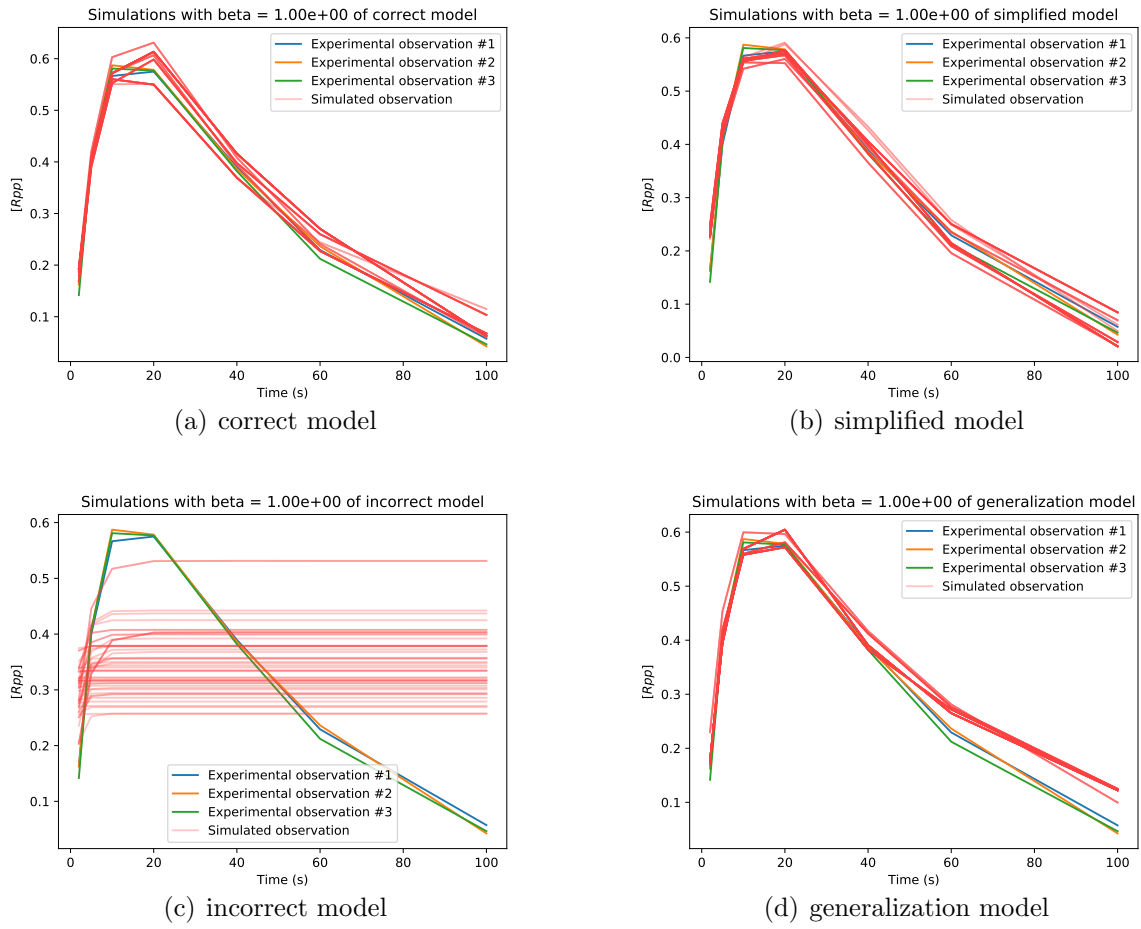 Simulations with beta = 1.00e+00 of correct model
[Rpp]
0.6
0.5
0.4
0.3
0.2
0.1
Experimental observation #1
Experimental observation #2
Experimental observation #3
Simulated observation
0 20 40 60 80 100
Time (s)
(a) correct model
Simulations with beta = 1.00e+00 of simplified model
[Rpp]
0.6
0.5
0.4
0.3
0.2
0.1
0.0
Experimental observation #1
Experimental observation #2
Experimental observation #3
Simulated observation
0 20 40 60 80 100
Time (s)
(b) simplified model
Simulations with beta = 1.00e+00 of incorrect model
[Rpp]
0.6
0.5
0.4
0.3
0.2
0.1
Experimental observation #1
Experimental observation #2
Experimental observation #3
Simulated observation
0 20 40 60 80 100
Time (s)
(c) incorrect model
Simulations with beta = 1.00e+00 of generalization model
[Rpp]
0.6
0.5
0.4
0.3
0.2
0.1
Experimental observation #1
Experimental observation #2
Experimental observation #3
Simulated observation
0 20 40 60 80 100
Time (s)
(d) generalization model